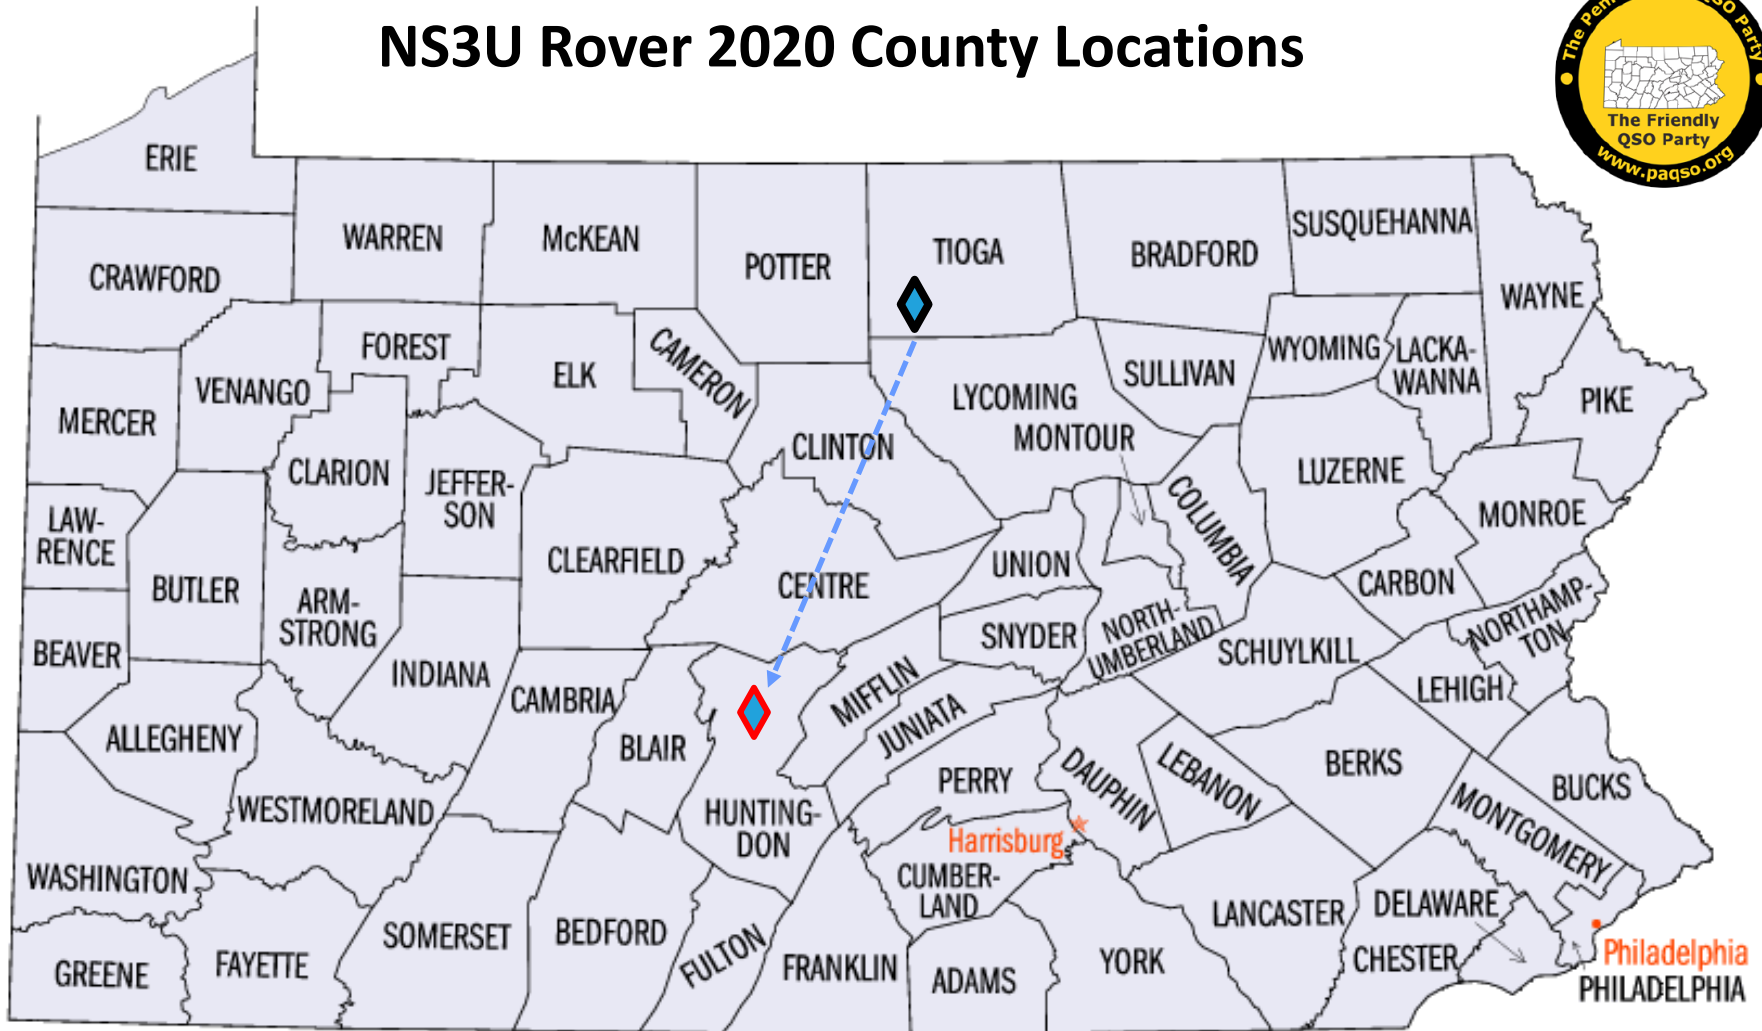 NS3U Rover 2020 County Locations
The Friendly
QSO Party
www.paqso.org
ERIE
WARREN
McKEAN
POTTER
TIOGA
BRADFORD
SUSQUEHANNA
WAYNE
CRAWFORD
FOREST
ELK
CAMERON
VENANGO
MERCER
LYCOMING
SULLIVAN
WYOMING
LACKA-
WANNA
PIKE
CLARION
JEFFER-
SON
CLINTON
MONTOUR
COLUMBIA
LUZERNE
MONROE
LAW-
RENCE
BUTLER
ARM-
STRONG
CLEARFIELD
CENTRE
UNION
SNYDER
NORTH-
UMBERLAND
CARBON
NORTHAMP-
TON
BEAVER
INDIANA
CAMBRIA
BLAIR
MIFFLIN
JUNIATA
SCHUYLKILL
LEHIGH
ALLEGHENY
WESTMORELAND
HUNTING-
DON
PERRY
DAUPHIN
LEBANON
BERKS
MONTGOMERY
BUCKS
Harrisburg
WASHINGTON
CUMBER-
LAND
LANCASTER
DELAWARE
CHESTER
Philadelphia
PHILADELPHIA
GREENE
FAYETTE
SOMERSET
BEDFORD
FULTON
FRANKLIN
ADAMS
YORK